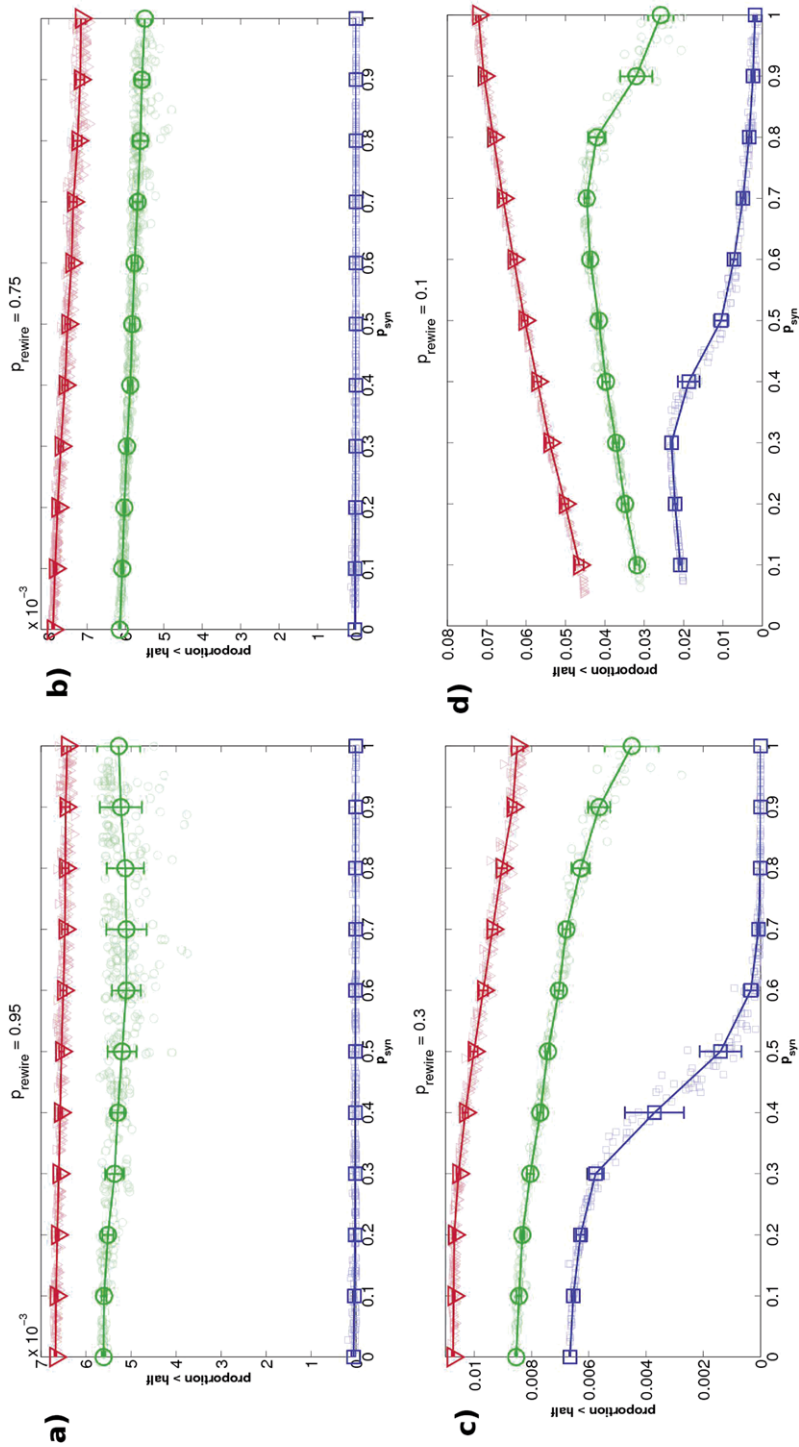 a)
x 10⁻³
p_rewire = 0.95
proportion > half
7
6
5
4
3
2
1
0
0 0.1 0.2 0.3 0.4 0.5 0.6 0.7 0.8 0.9 1
p_syn
b)
x 10⁻³
p_rewire = 0.75
proportion > half
8
7
6
5
4
3
2
1
0
0 0.1 0.2 0.3 0.4 0.5 0.6 0.7 0.8 0.9 1
p_syn
c)
p_rewire = 0.3
proportion > half
0.01
0.008
0.006
0.004
0.002
0
0 0.1 0.2 0.3 0.4 0.5 0.6 0.7 0.8 0.9 1
p_syn
d)
p_rewire = 0.1
proportion > half
0.08
0.07
0.06
0.05
0.04
0.03
0.02
0.01
0
0 0.1 0.2 0.3 0.4 0.5 0.6 0.7 0.8 0.9 1
p_syn